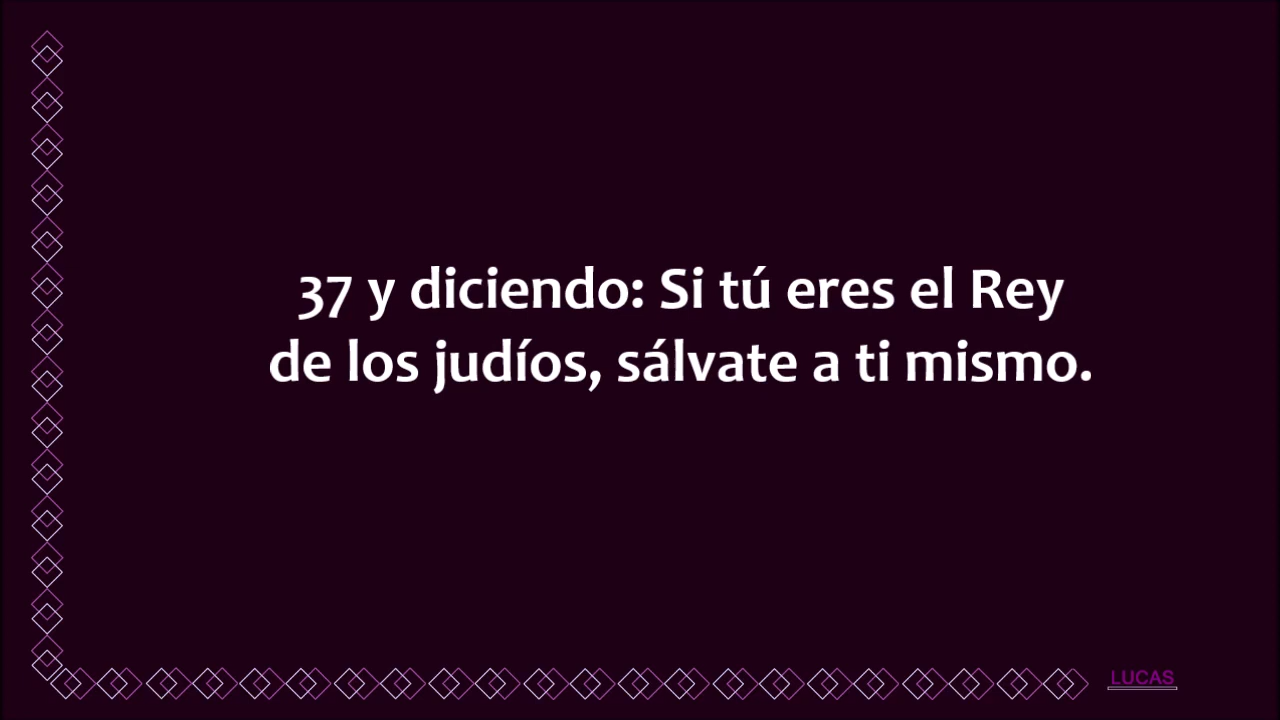 37 y diciendo: Si tú eres el Rey
de los judíos, sálvate a ti mismo.
LUCAS